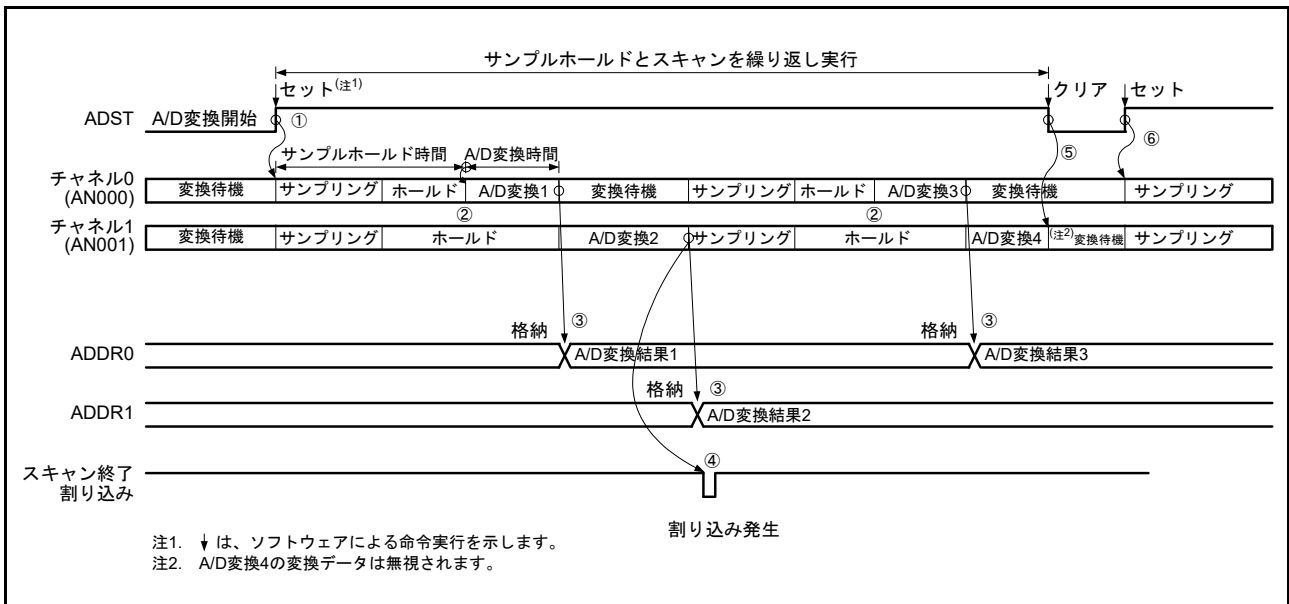 サンプルホールドとスキャンを繰り返し実行
セット(注1)
クリア
セット
ADST
A/D変換開始
①
⑤
⑥
サンプルホールド時間
A/D変換時間
チャネル0
(AN000)
変換待機
サンプリング
ホールド
A/D変換1
変換待機
サンプリング
ホールド
A/D変換3
変換待機
サンプリング
②
②
チャネル1
(AN001)
変換待機
サンプリング
ホールド
A/D変換2
サンプリング
ホールド
A/D変換4
(注2)
変換待機
サンプリング
格納
③
格納
③
ADDR0
A/D変換結果1
A/D変換結果3
格納
③
ADDR1
A/D変換結果2
④
スキャン終了
割り込み
割り込み発生
注1. ↓は、ソフトウェアによる命令実行を示します。
注2. A/D変換4の変換データは無視されます。